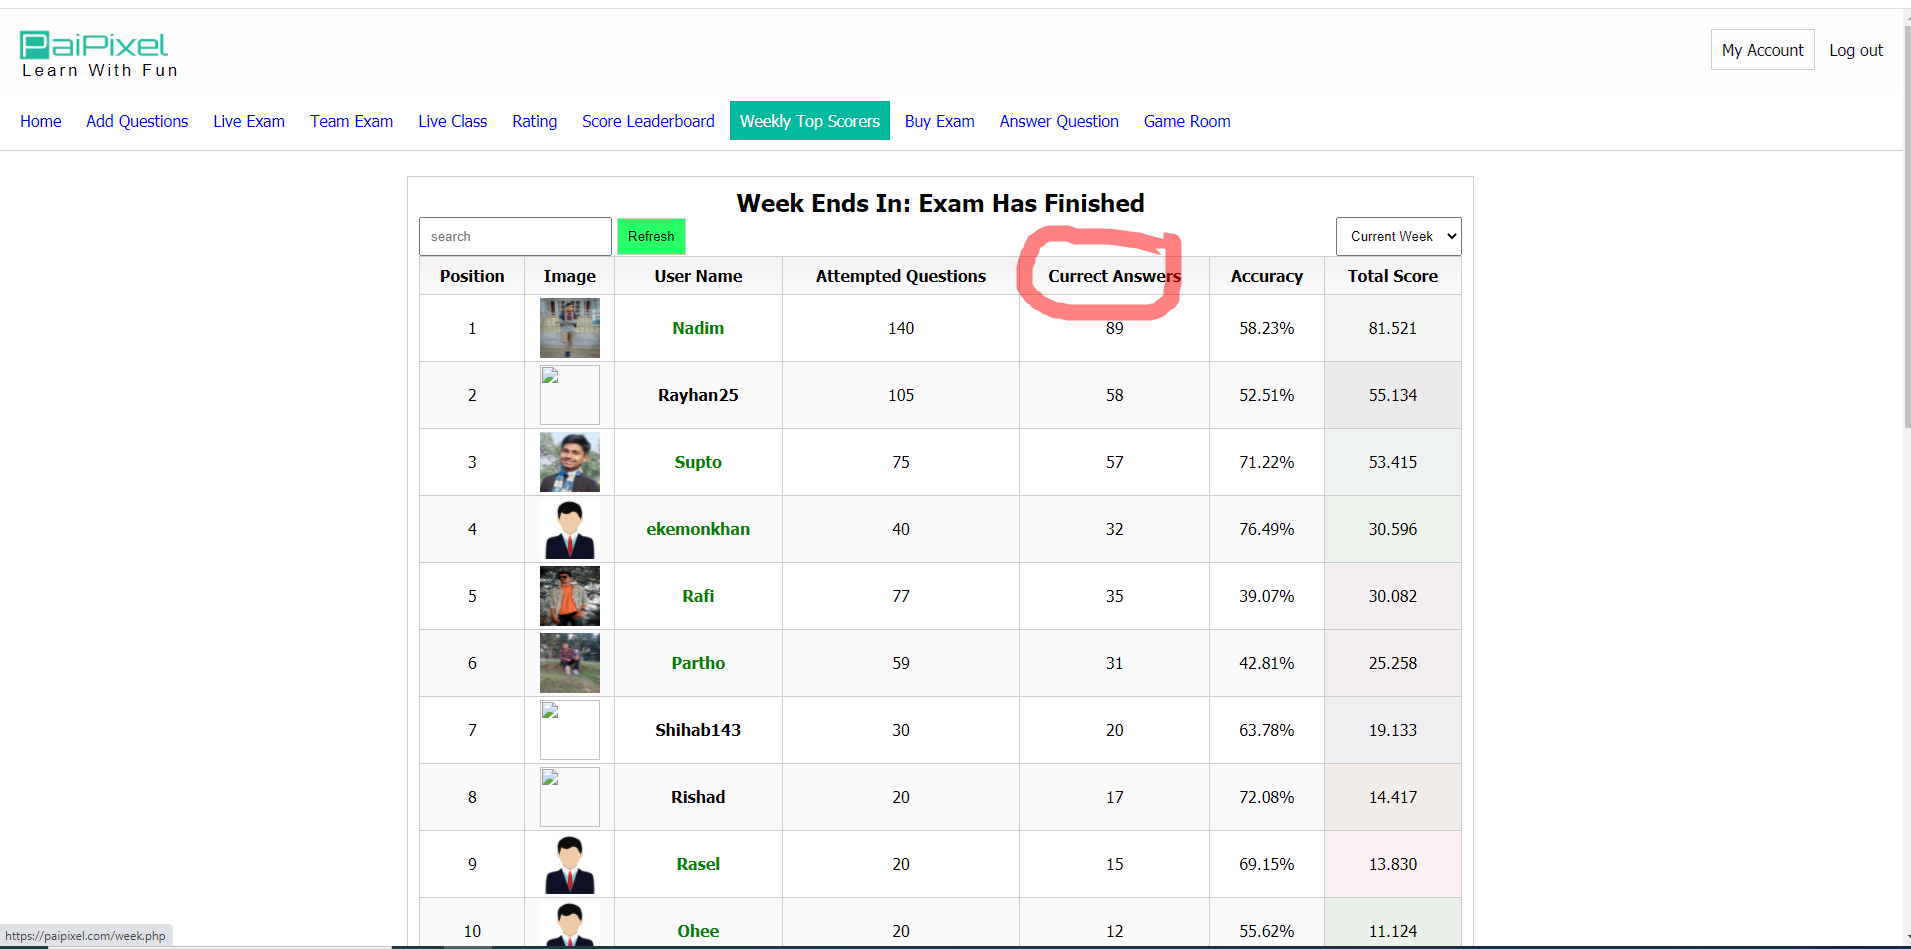 PaiPixel
Learn With Fun
My Account Log out
Home Add Questions Live Exam Team Exam Live Class Rating Score Leaderboard Weekly Top Scorers Buy Exam Answer Question Game Room
Week Ends In: Exam Has Finished
search Refresh Current Week
Position Image User Name Attempted Questions Currect Answers Accuracy Total Score
1 Nadim 140 89 58.23% 81.521
2 Rayhan25 105 58 52.51% 55.134
3 Supto 75 57 71.22% 53.415
4 ekemonkhan 40 32 76.49% 30.596
5 Rafi 77 35 39.07% 30.082
6 Partho 59 31 42.81% 25.258
7 Shihab143 30 20 63.78% 19.133
8 Rishad 20 17 72.08% 14.417
9 Rasel 20 15 69.15% 13.830
10 Ohee 20 12 55.62% 11.124
https://paipixel.com/week.php